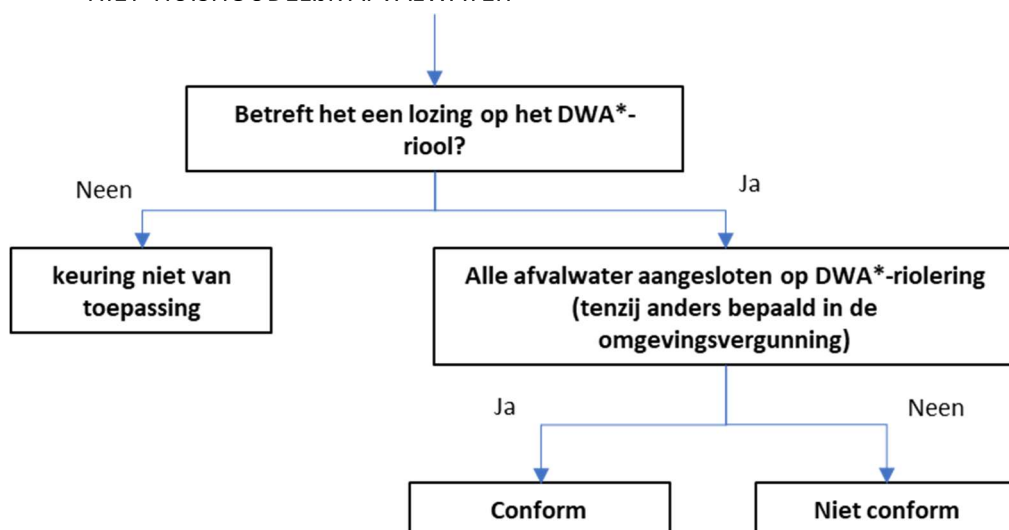 Betreft het een lozing op het DWA*-
riool?
Neen
Ja
keuring niet van
toepassing
Alle afvalwater aangesloten op DWA*-riolering
(tenzij anders bepaald in de
omgevingsvergunning)
Ja
Neen
Conform
Niet conform